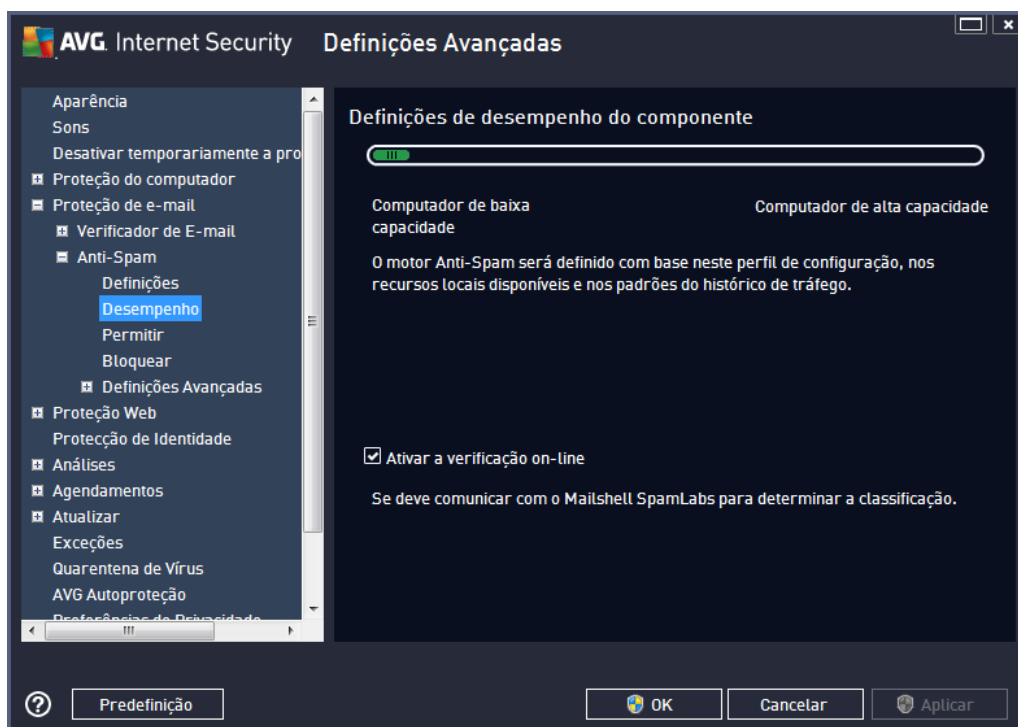 AVG. Internet Security Definições Avançadas
Aparência
Sons
Desativar temporariamente a pro
Proteção do computador
Proteção de e-mail
Verificador de E-mail
Anti-Spam
Definições
Desempenho
Permitir
Bloquear
Definições Avançadas
Proteção Web
Protecção de Identidade
Análises
Agendamentos
Atualizar
Exceções
Quarentena de Vírus
AVG Autoproteção
Preferências de Privacidade
Definições de desempenho do componente
Computador de baixa
capacidade
Computador de alta capacidade
O motor Anti-Spam será definido com base neste perfil de configuração, nos
recursos locais disponíveis e nos padrões do histórico de tráfego.
Ativar a verificação on-line
Se deve comunicar com o Mailshell SpamLabs para determinar a classificação.
Predefinição
OK
Cancelar
Aplicar